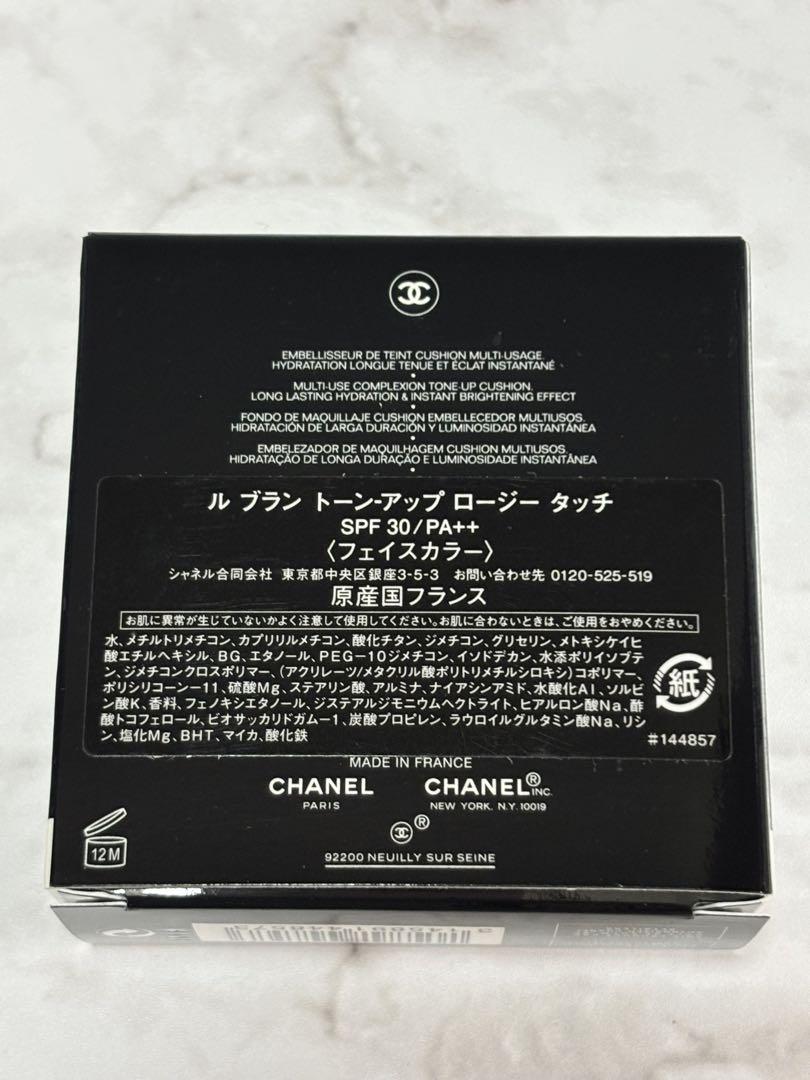 EMBELLISSEUR DE TEINT CUSHION MULTI-USAGE.
HYDRATATION LONGUE TENUE ET ÉCLAT INSTANTANÉ
MULTI-USE COMPLEXION TONE-UP CUSHION.
LONG LASTING HYDRATION & INSTANT BRIGHTENING EFFECT
FONDO DE MAQUILLAJE CUSHION EMBELLECEDOR MULTIUSOS.
HIDRATACIÓN DE LARGA DURACIÓN Y LUMINOSIDAD INSTANTÁNEA
EMBELEZADOR DE MAQUILHAGEM CUSHION MULTIUSOS.
HIDRATAÇÃO DE LONGA DURAÇÃO E LUMINOSIDADE INSTANTÂNEA
ル ブラン トーン-アップ ロージー タッチ
SPF 30/PA++
〈フェイスカラー〉
シャネル合同会社 東京都中央区銀座3-5-3 お問い合わせ先 0120-525-519
原産国フランス
お肌に異常が生じていないかよく注意して使用してください。お肌に合わないときは、ご使用をおやめください。
水、メチルトリメチコン、カプリリルメチコン、酸化チタン、ジメチコン、グリセリン、メトキシケイヒ
酸エチルヘキシル、BG、エタノール、PEG-10ジメチコン、イソドデカン、水添ポリイソブテ
ン、ジメチコンクロスポリマー、(アクリレーツ/メタクリル酸ポリトリメチルシロキシ)コポリマー、
ポリシリコーン-11、硫酸Mg、ステアリン酸、アルミナ、ナイアシンアミド、水酸化Al、ソルビ
ン酸K、香料、フェノキシエタノール、ジステアルジモニウムヘクトライト、ヒアルロン酸Na、酢
酸トコフェロール、ビオサッカリドガム-1、炭酸プロピレン、ラウロイルグルタミン酸Na、リシ
ン、塩化Mg、BHT、マイカ、酸化鉄
紙
#144857
MADE IN FRANCE
CHANEL CHANEL® INC.
PARIS NEW YORK, N.Y. 10019
®
12M
92200 NEUILLY SUR SEINE